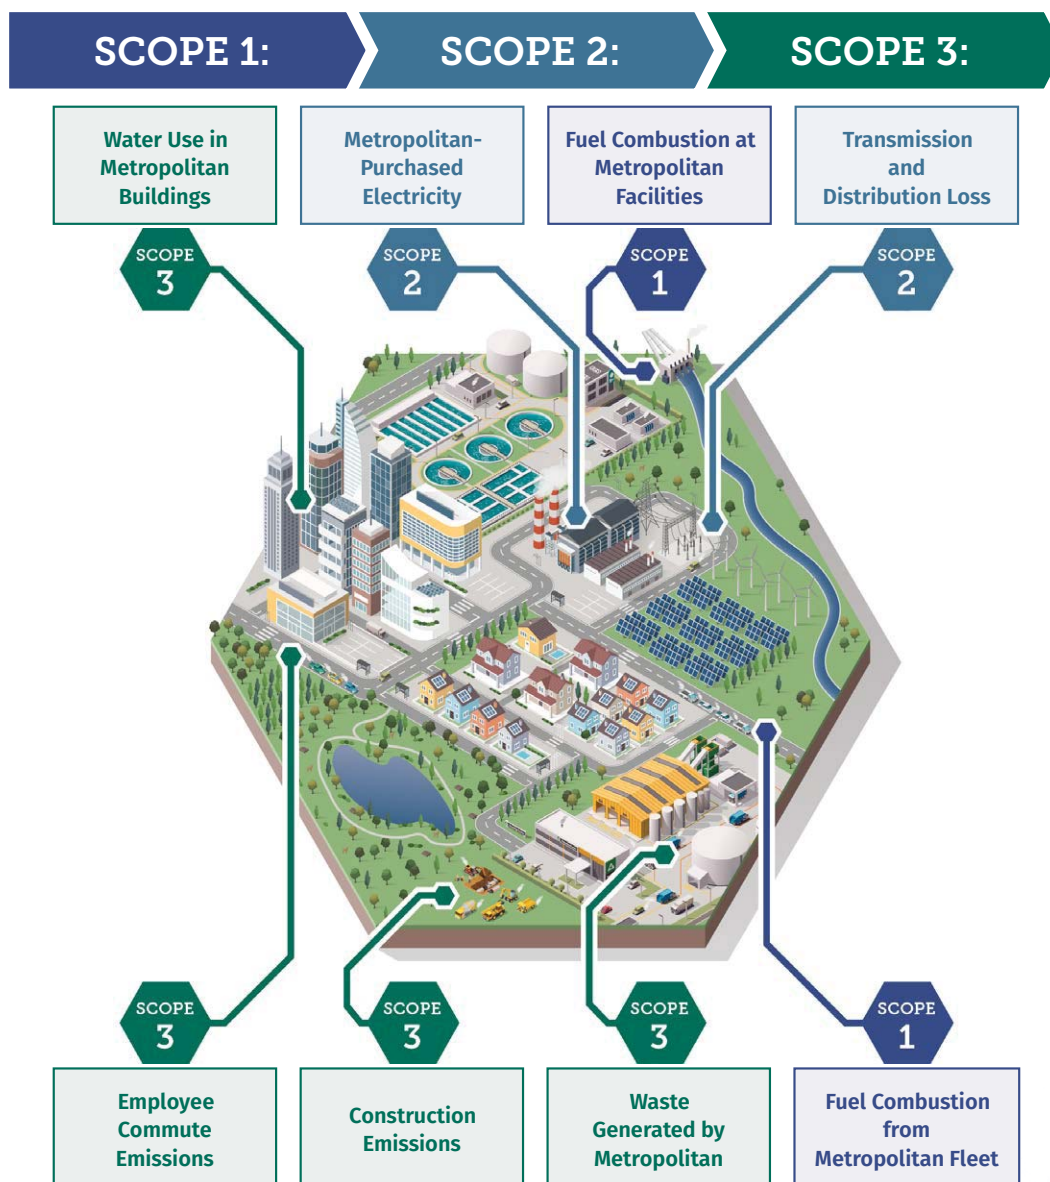 SCOPE 1:
SCOPE 2:
SCOPE 3:
Water Use in
Metropolitan
Buildings
Metropolitan-
Purchased
Electricity
Fuel Combustion at
Metropolitan
Facilities
Transmission
and
Distribution Loss
SCOPE
3
SCOPE
2
SCOPE
1
SCOPE
2
SCOPE
3
SCOPE
3
SCOPE
3
SCOPE
1
Employee
Commute
Emissions
Construction
Emissions
Waste
Generated by
Metropolitan
Fuel Combustion
from
Metropolitan Fleet